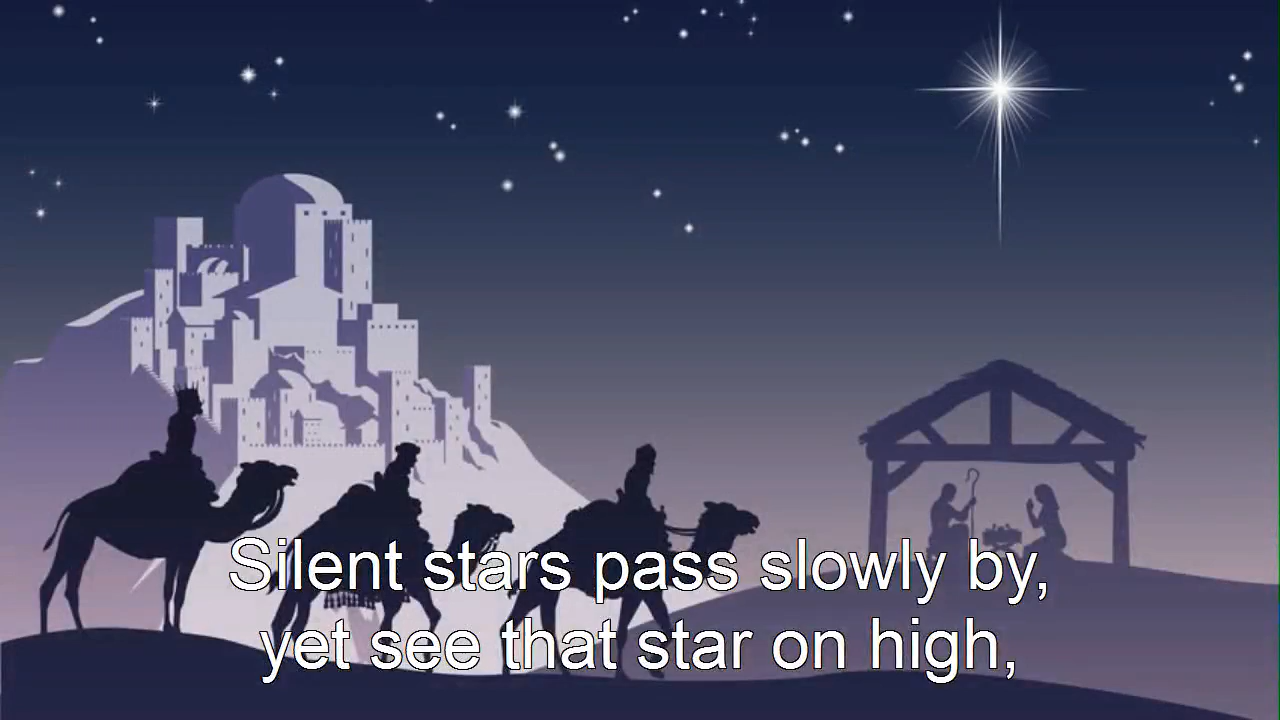 Silent stars pass slowly by,
yet see that star on high,